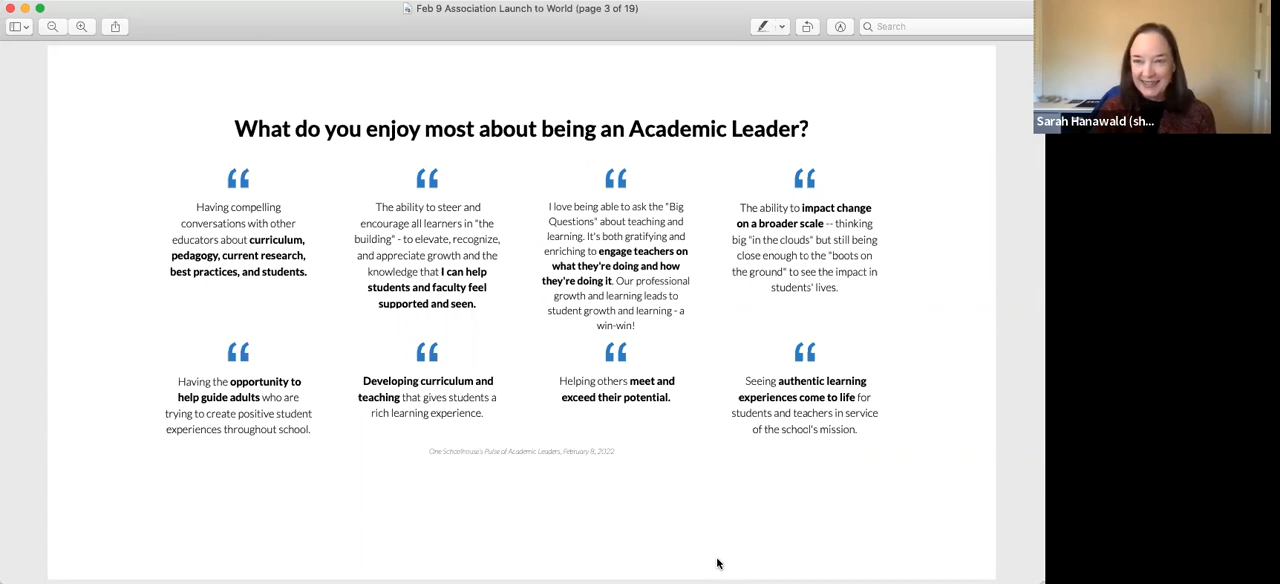 Feb 9 Association Launch to World (page 3 of 19)
Search
Sarah Hanawald (sh...
What do you enjoy most about being an Academic Leader?
Having compelling
conversations with other
educators about curriculum,
pedagogy, current research,
best practices, and students.
The ability to steer and
encourage all learners in "the
building" - to elevate, recognize,
and appreciate growth and the
knowledge that I can help
students and faculty feel
supported and seen.
I love being able to ask the "Big
Questions" about teaching and
learning. It's both gratifying and
enriching to engage teachers on
what they're doing and how
they're doing it. Our professional
growth and learning leads to
student growth and learning - a
win-win!
The ability to impact change
on a broader scale -- thinking
big "in the clouds" but still being
close enough to the "boots on
the ground" to see the impact in
students' lives.
Having the opportunity to
help guide adults who are
trying to create positive student
experiences throughout school.
Developing curriculum and
teaching that gives students a
rich learning experience.
Helping others meet and
exceed their potential.
Seeing authentic learning
experiences come to life for
students and teachers in service
of the school's mission.
One Schoolhouse's Pulse of Academic Leaders, February 8, 2022